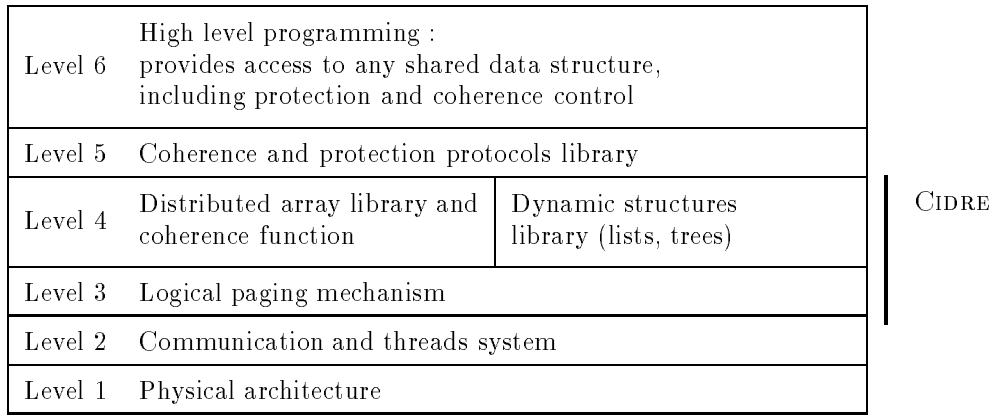 High level programming :
Level 6 provides access to any shared data structure,
including protection and coherence control
Level 5 Coherence and protection protocols library
Level 4 Distributed array library and
coherence function
Dynamic structures
library (lists, trees)
CIDRE
Level 3 Logical paging mechanism
Level 2 Communication and threads system
Level 1 Physical architecture